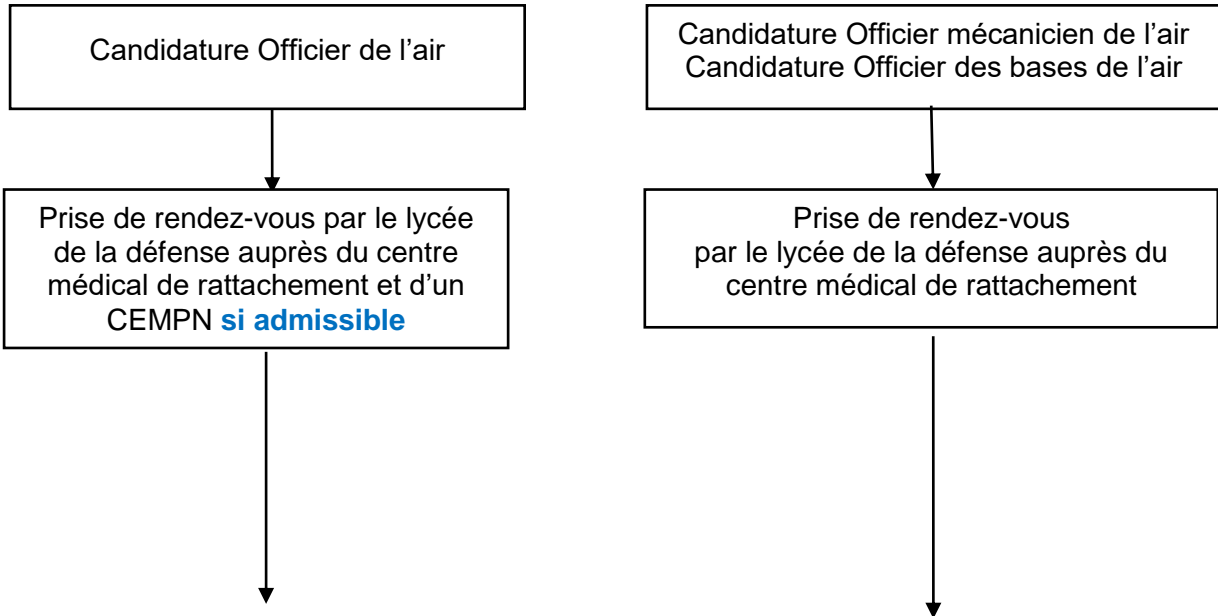 Candidature Officier de l’air
Candidature Officier mécanicien de l’air
Candidature Officier des bases de l’air
Prise de rendez-vous par le lycée
de la défense auprès du centre
médical de rattachement et d’un
CEMPN si admissible
Prise de rendez-vous
par le lycée de la défense auprès du
centre médical de rattachement